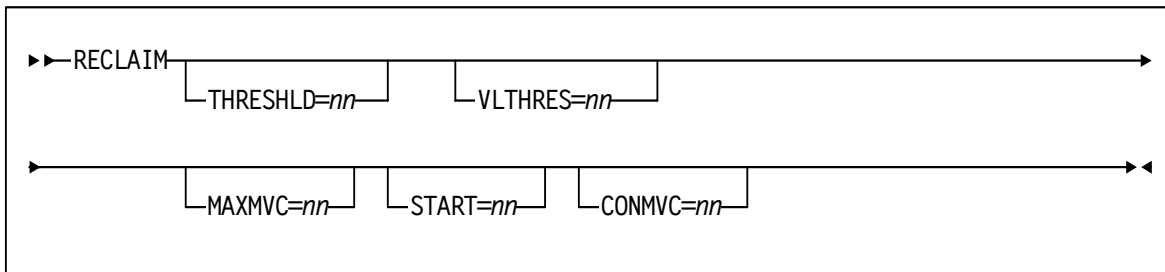 RECLAIM
THRESHLD=nn VLTHRES=nn
MAXMVC=nn START=nn CONMVC=nn